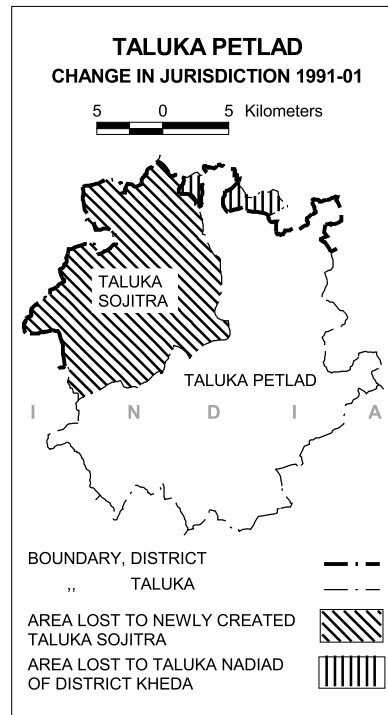 TALUKA PETLAD
CHANGE IN JURISDICTION 1991-01
5 0 5 Kilometers
TALUKA
SOJITRA
TALUKA PETLAD
I N D I A
BOUNDARY, DISTRICT
,, TALUKA
AREA LOST TO NEWLY CREATED
TALUKA SOJITRA
AREA LOST TO TALUKA NADIAD
OF DISTRICT KHEDA